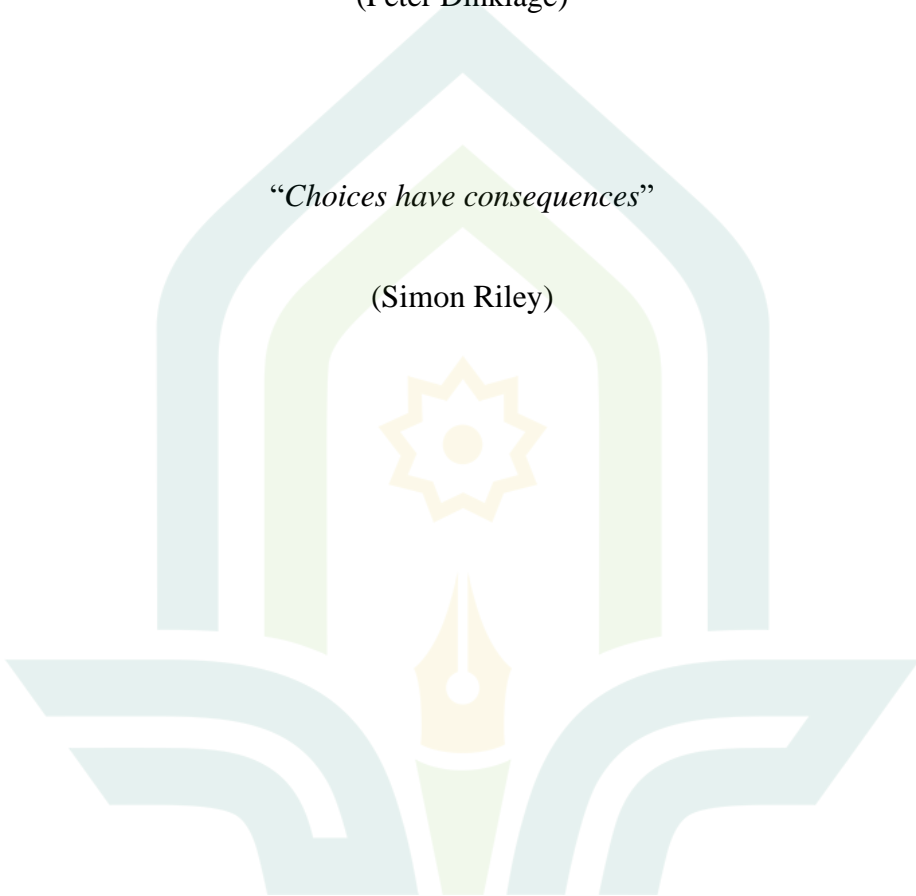 (Peter Dinklage)
“Choices have consequences”
(Simon Riley)